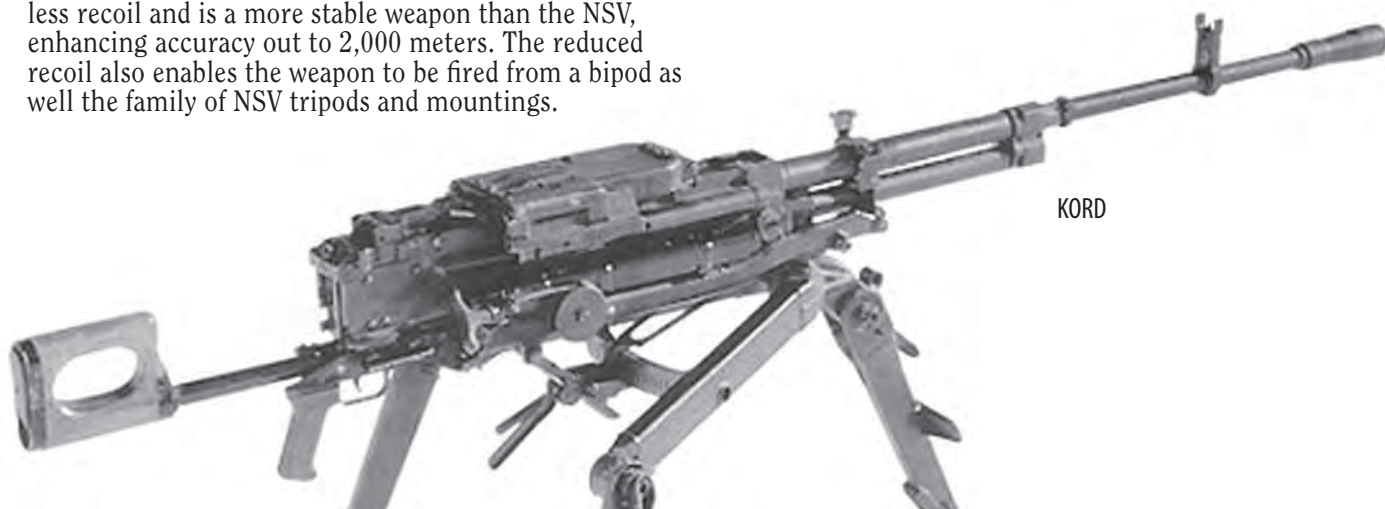 less recoil and is a more stable weapon than the NSV,
enhancing accuracy out to 2,000 meters. The reduced
recoil also enables the weapon to be fired from a bipod as
well the family of NSV tripods and mountings.
KORD